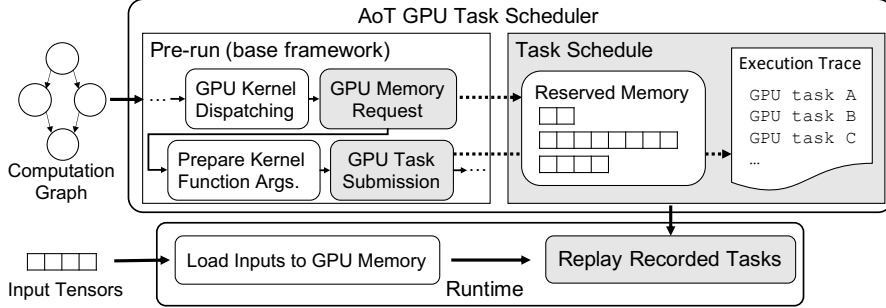 AoT GPU Task Scheduler
Pre-run (base framework)
Task Schedule
... GPU Kernel
Dispatching
GPU Memory
Request
Prepare Kernel
Function Args.
GPU Task
Submission ...
Reserved Memory
Execution Trace
GPU task A
GPU task B
GPU task C
…
Computation
Graph
Input Tensors
Load Inputs to GPU Memory
Runtime
Replay Recorded Tasks